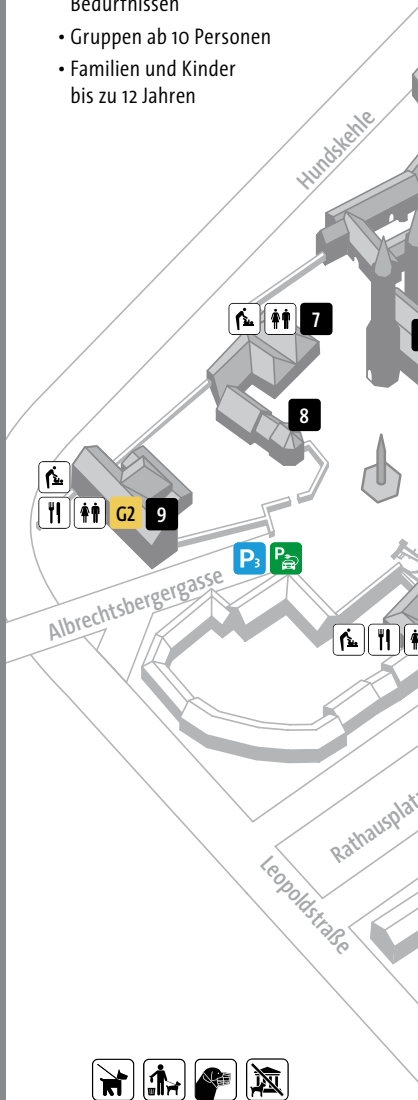 Bedürfnissen
• Gruppen ab 10 Personen
• Familien und Kinder
bis zu 12 Jahren
Hundskehle
7
8
G2 9
P3 P
Albrechtsbergergasse
Rathausplatz
Leopoldstraße